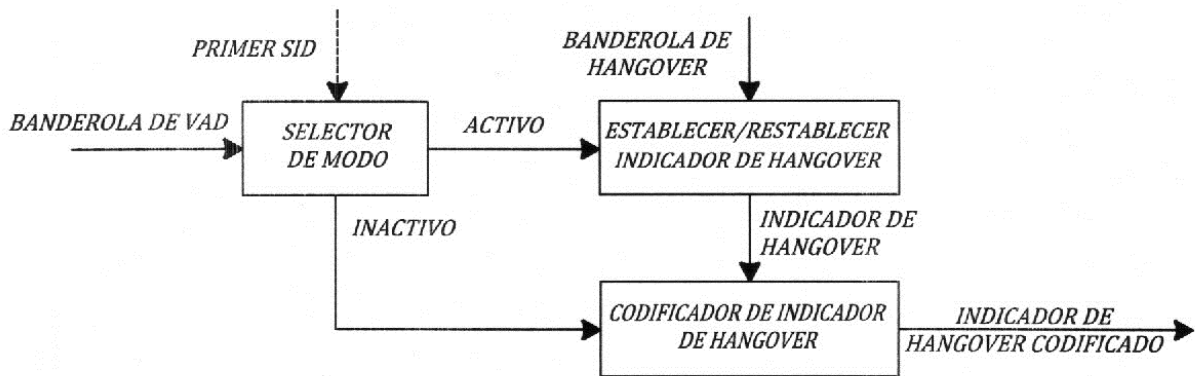 PRIMER SID
BANDEROLA DE
HANGOVER
BANDEROLA DE VAD
SELECTOR
DE MODO
ACTIVO
ESTABLECER/RESTABLECER
INDICADOR DE HANGOVER
INACTIVO
INDICADOR DE
HANGOVER
CODIFICADOR DE INDICADOR
DE HANGOVER
INDICADOR DE
HANGOVER CODIFICADO